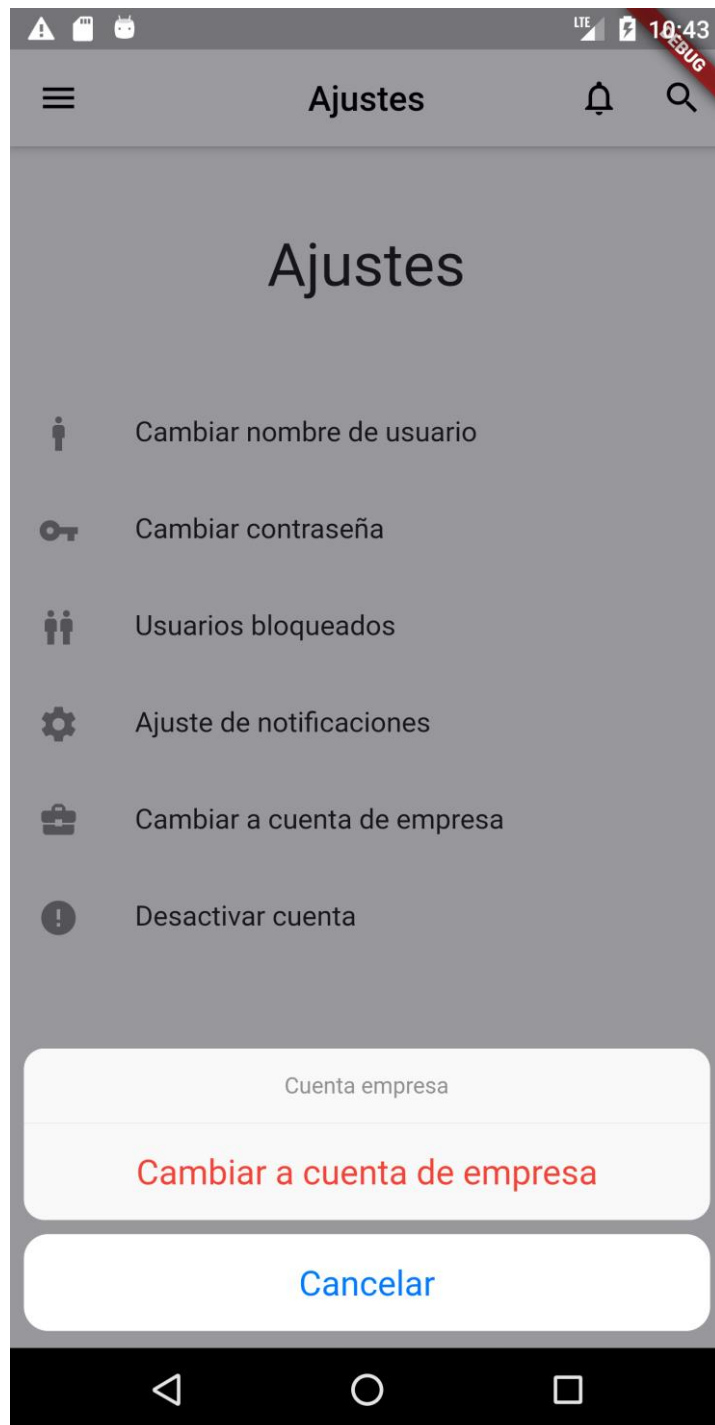 LTE 10:43
DEBUG
Ajustes
Ajustes
Cambiar nombre de usuario
Cambiar contraseña
Usuarios bloqueados
Ajuste de notificaciones
Cambiar a cuenta de empresa
Desactivar cuenta
Cuenta empresa
Cambiar a cuenta de empresa
Cancelar